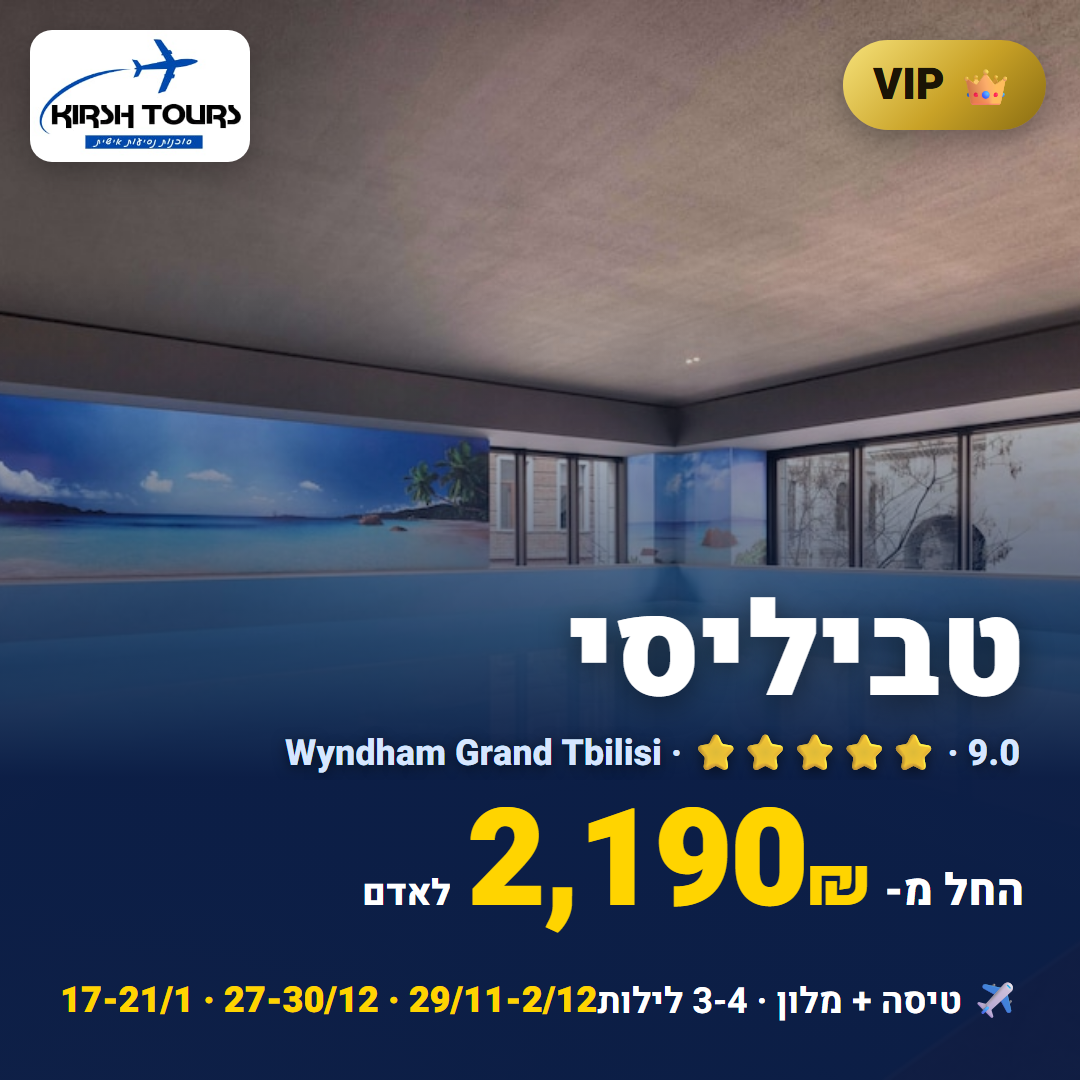 KIRSH TOURS
סוכנות נסיעות אישית
VIP 👑
טביליסי
9.0 · ⭐⭐⭐⭐⭐ · Wyndham Grand Tbilisi
החל מ- ₪2,190 לאדם
✈️ טיסה + מלון · 3-4 לילות 29/11-2/12 · 27-30/12 · 17-21/1